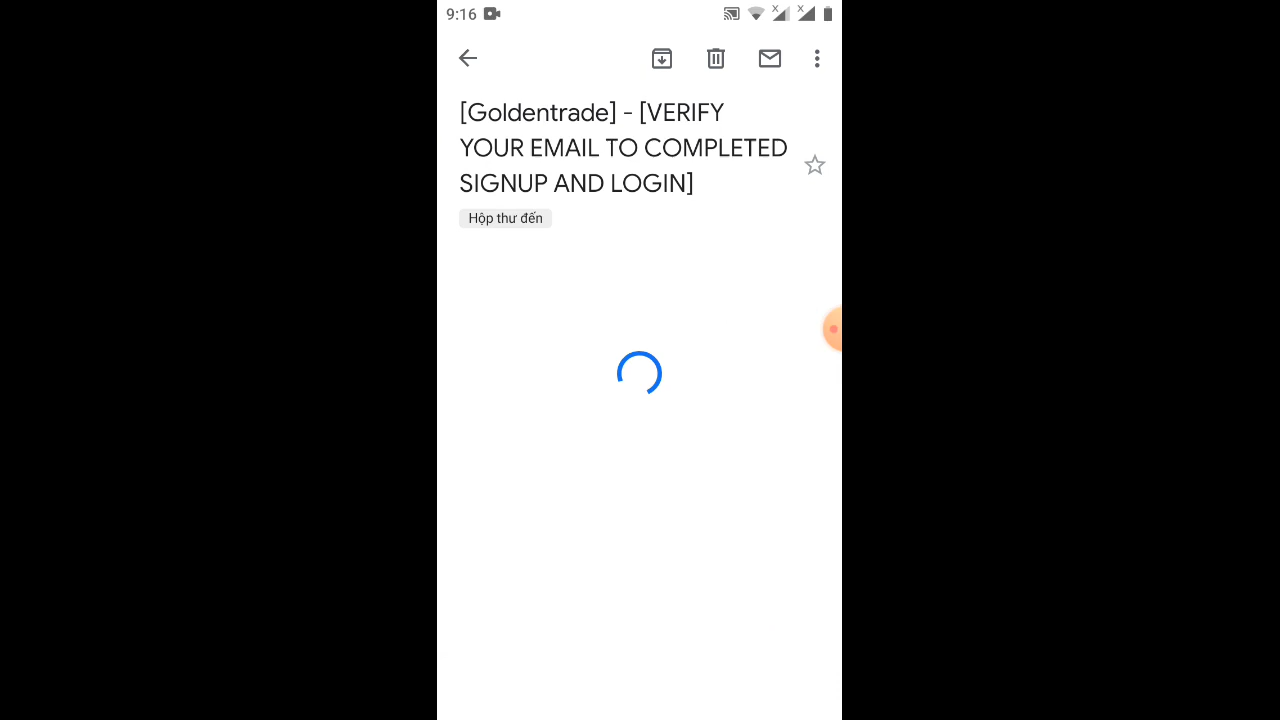 9:16
[Goldentrade] - [VERIFY
YOUR EMAIL TO COMPLETED
SIGNUP AND LOGIN]
Hộp thư đến